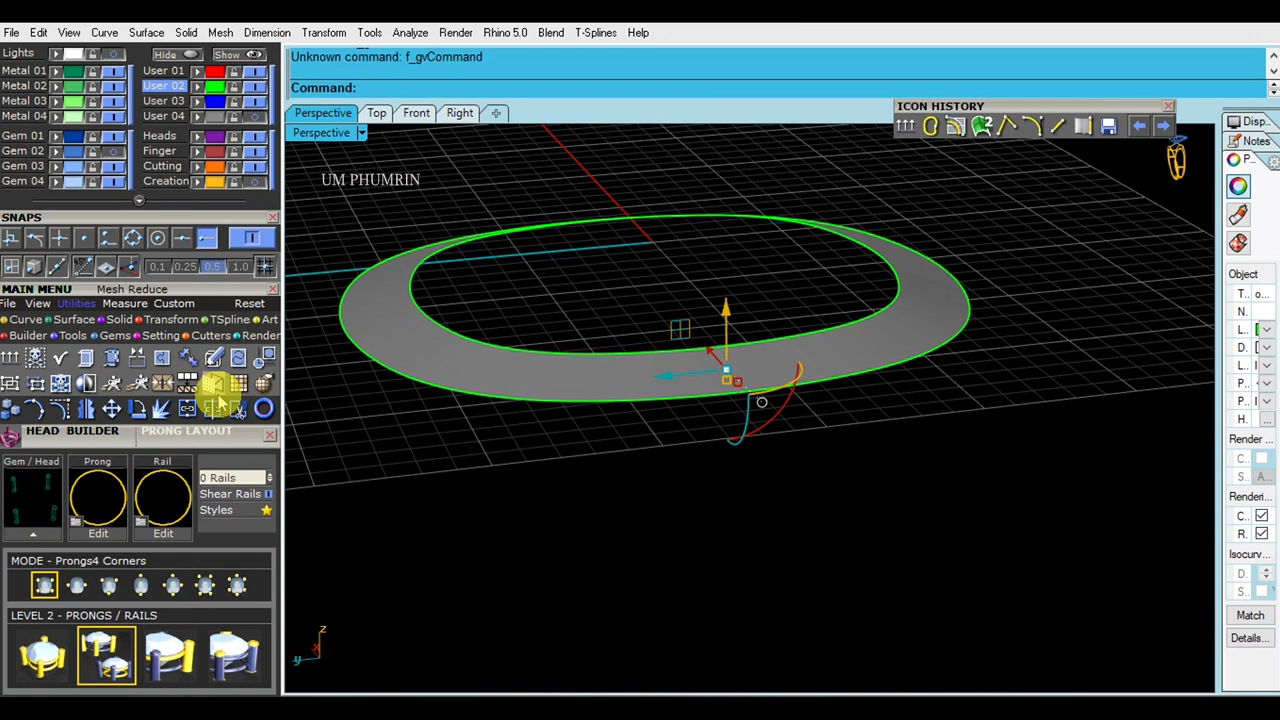 File Edit View Curve Surface Solid Mesh Dimension Transform Tools Analyze Render Rhino 5.0 Blend T-Splines Help
Lights Hide Show
Metal 01 User 01
Metal 02 User 02
Metal 03 User 03
Metal 04 User 04
Gem 01 Heads
Gem 02 Finger
Gem 03 Cutting
Gem 04 Creation
SNAPS
0.1 0.25 0.5 1.0
MAIN MENU Mesh Reduce
File View Utilities Measure Custom Reset
Curve Surface Solid Transform TSpline Art
Builder Tools Gems Setting Cutters Render
HEAD BUILDER PRONG LAYOUT
Gem / Head Prong Rail
0 Rails
Shear Rails
Styles
Edit Edit
MODE - Prongs4 Corners
LEVEL 2 - PRONGS / RAILS
Unknown command: f_gvCommand
Command:
Perspective Top Front Right
Perspective
UM PHUMRIN
ICON HISTORY
z
x
y
Disp...
Notes
P..
Object
T.. o...
N.
L..
D..
L..
P..
P..
H. ...
Render ...
C..
S.. A...
Renderi...
C..
R.
Isocurv...
D..
S..
Match
Details...